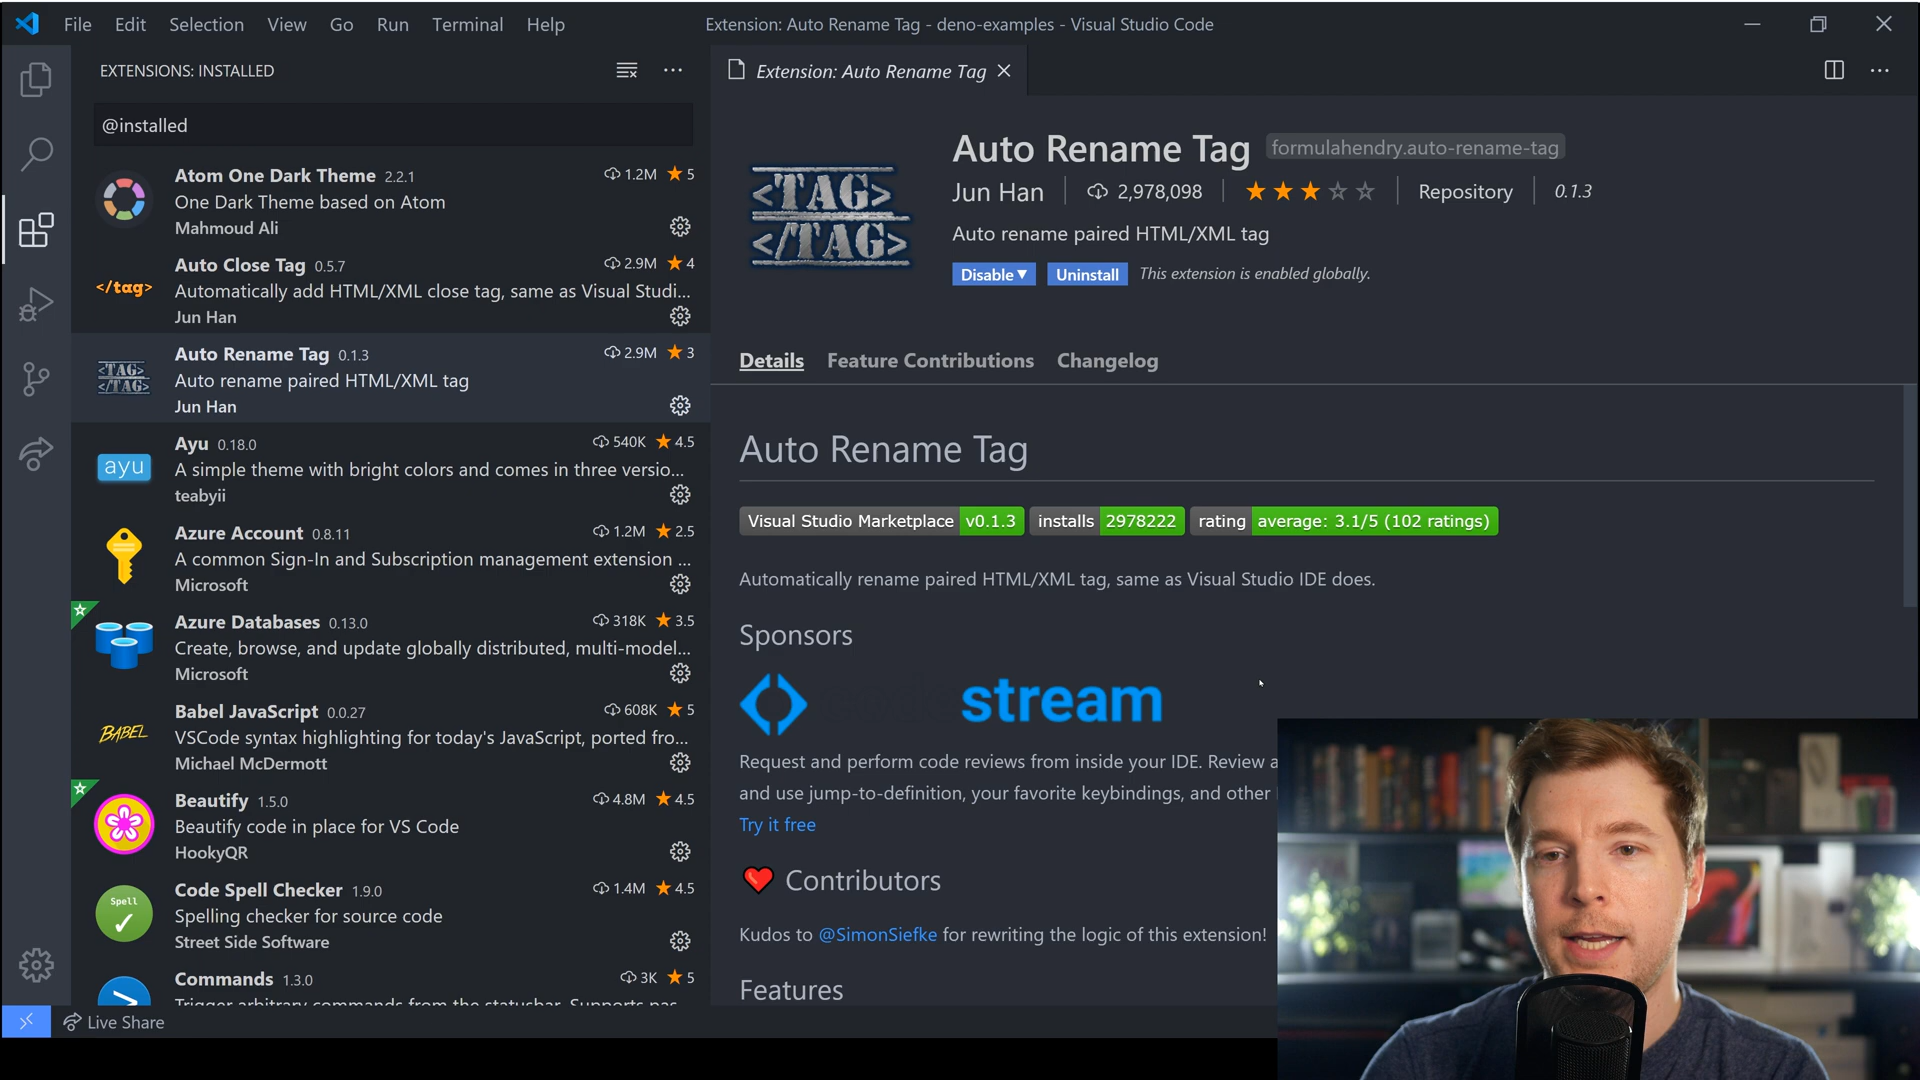 File Edit Selection View Go Run Terminal Help
Extension: Auto Rename Tag - deno-examples - Visual Studio Code
EXTENSIONS: INSTALLED
@installed
Atom One Dark Theme 2.2.1 1.2M 5
One Dark Theme based on Atom
Mahmoud Ali
</tag>
Auto Close Tag 0.5.7 2.9M 4
Automatically add HTML/XML close tag, same as Visual Studi...
Jun Han
<TAG>
</TAG>
Auto Rename Tag 0.1.3 2.9M 3
Auto rename paired HTML/XML tag
Jun Han
ayu
Ayu 0.18.0 540K 4.5
A simple theme with bright colors and comes in three versio...
teabyii
Azure Account 0.8.11 1.2M 2.5
A common Sign-In and Subscription management extension ...
Microsoft
Azure Databases 0.13.0 318K 3.5
Create, browse, and update globally distributed, multi-model...
Microsoft
BABEL
Babel JavaScript 0.0.27 608K 5
VSCode syntax highlighting for today's JavaScript, ported fro...
Michael McDermott
Beautify 1.5.0 4.8M 4.5
Beautify code in place for VS Code
HookyQR
Spell
Code Spell Checker 1.9.0 1.4M 4.5
Spelling checker for source code
Street Side Software
Commands 1.3.0 3K 5
Trigger arbitrary commands from the statusbar. Supports pas...
Live Share
Extension: Auto Rename Tag
<TAG>
</TAG>
Auto Rename Tag formulahendry.auto-rename-tag
Jun Han 2,978,098 Repository 0.1.3
Auto rename paired HTML/XML tag
Disable Uninstall This extension is enabled globally.
Details Feature Contributions Changelog
Auto Rename Tag
Visual Studio Marketplace v0.1.3 installs 2978222 rating average: 3.1/5 (102 ratings)
Automatically rename paired HTML/XML tag, same as Visual Studio IDE does.
Sponsors
stream
Request and perform code reviews from inside your IDE. Review a
and use jump-to-definition, your favorite keybindings, and other
Try it free
Contributors
Kudos to @SimonSiefke for rewriting the logic of this extension!
Features